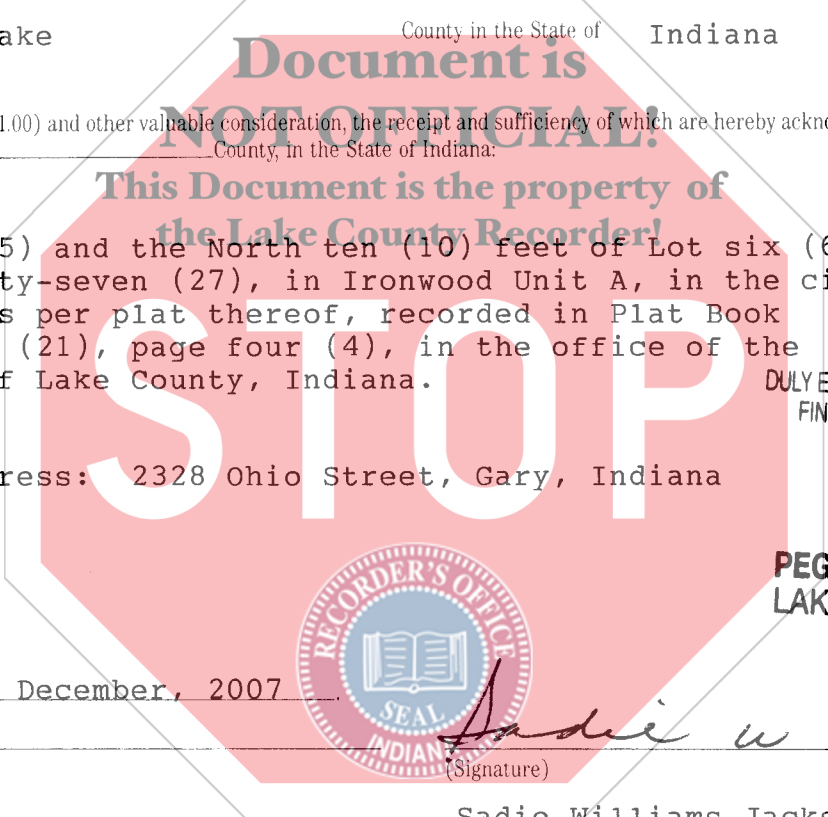 ake County in the State of Indiana
Document is
1.00) and other valuable consideration, the receipt and sufficiency of which are hereby ackno
NOT OFFICIAL!
County, in the State of Indiana:
This Document is the property of
the Lake County Recorder!
5) and the North ten (10) feet of Lot six (6
ty-seven (27), in Ironwood Unit A, in the ci
s per plat thereof, recorded in Plat Book
(21), page four (4), in the office of the
f Lake County, Indiana.
DULY E
FIN
STOP
ress: 2328 Ohio Street, Gary, Indiana
PEG
LAK
RECORDER'S OFFICE
SEAL
INDIANA
December, 2007
Sadie W
(Signature)
Sadie Williams Jacks